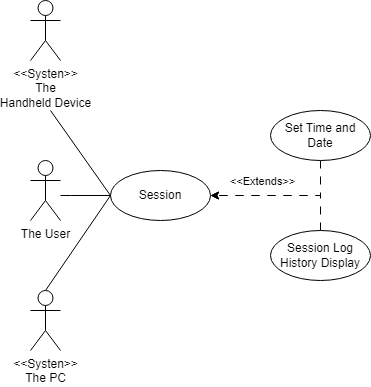 <<Systen>>
The
Handheld Device
Set Time and
Date
<<Extends>>
Session
The User
Session Log
History Display
<<Systen>>
The PC